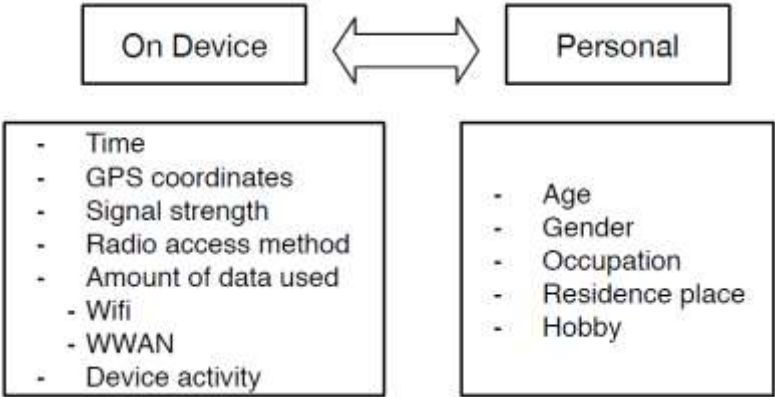 On Device
Personal
- Time
- GPS coordinates
- Signal strength
- Radio access method
- Amount of data used
- Wifi
- WWAN
- Device activity
- Age
- Gender
- Occupation
- Residence place
- Hobby